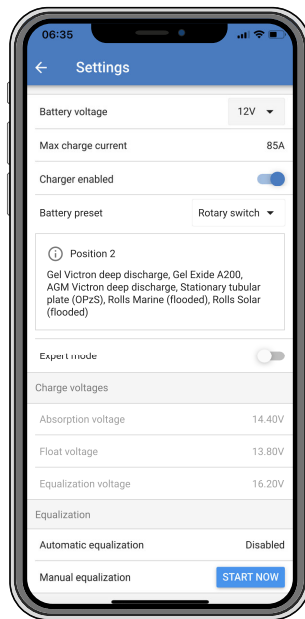 06:35
Settings
Battery voltage 12V
Max charge current 85A
Charger enabled
Battery preset Rotary switch
Position 2
Gel Victron deep discharge, Gel Exide A200,
AGM Victron deep discharge, Stationary tubular
plate (OPzS), Rolls Marine (flooded), Rolls Solar
(flooded)
Expert mode
Charge voltages
Absorption voltage 14.40V
Float voltage 13.80V
Equalization voltage 16.20V
Equalization
Automatic equalization Disabled
Manual equalization START NOW